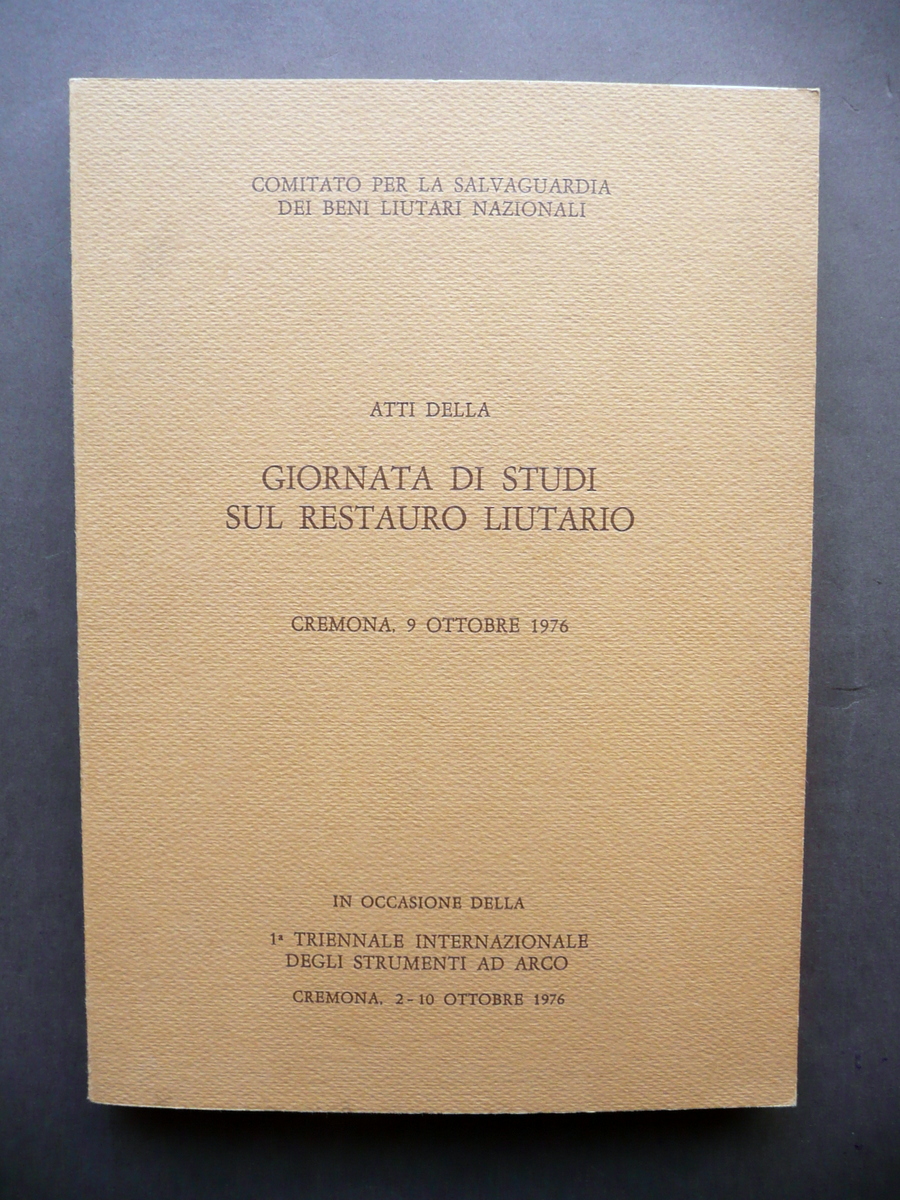 COMITATO PER LA SALVAGUARDIA
DEI BENI LIUTARI NAZIONALI
ATTI DELLA
GIORNATA DI STUDI
SUL RESTAURO LIUTARIO
CREMONA, 9 OTTOBRE 1976
IN OCCASIONE DELLA
1ª TRIENNALE INTERNAZIONALE
DEGLI STRUMENTI AD ARCO
CREMONA, 2-10 OTTOBRE 1976